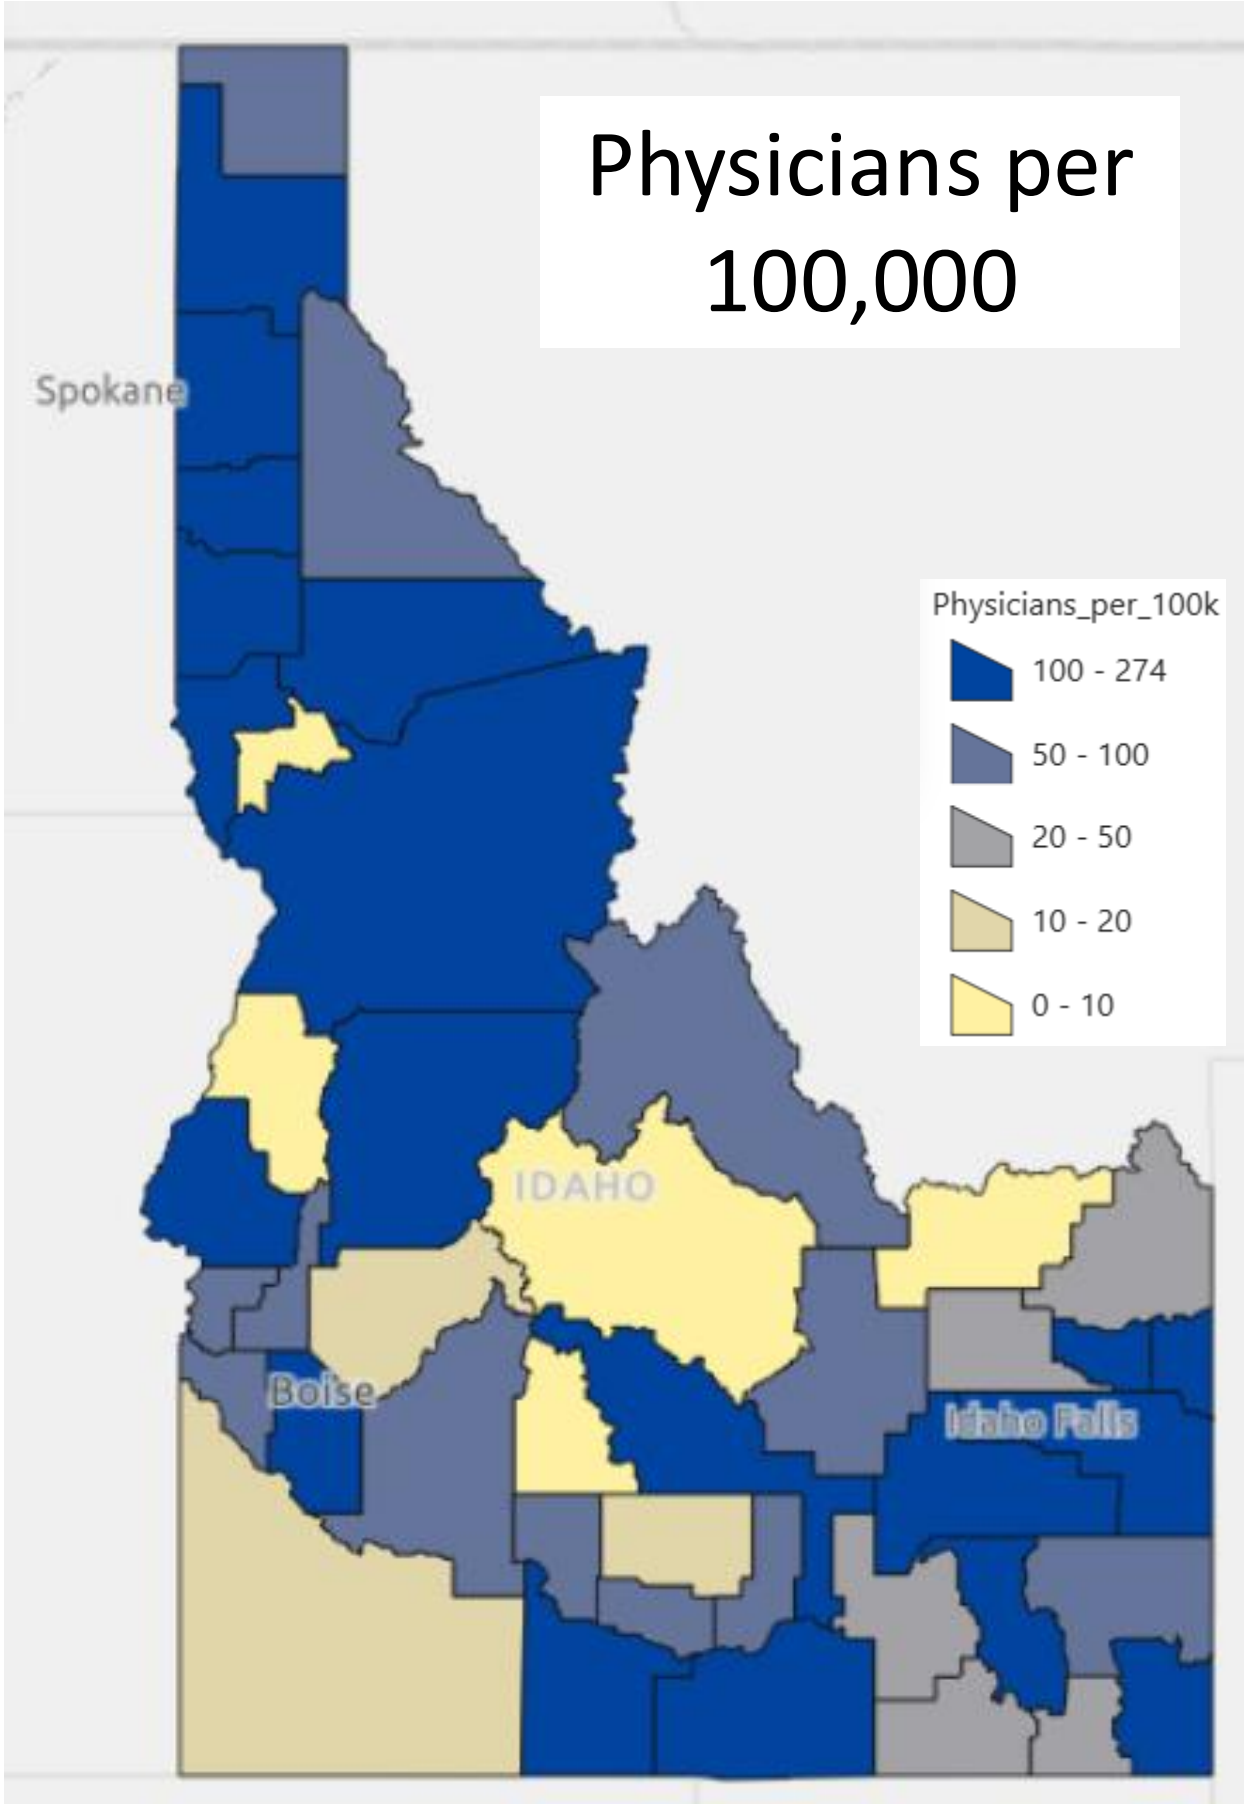 Physicians per
100,000
Spokane
Physicians_per_100k
100 - 274
50 - 100
20 - 50
10 - 20
0 - 10
IDAHO
Boise
Idaho Falls